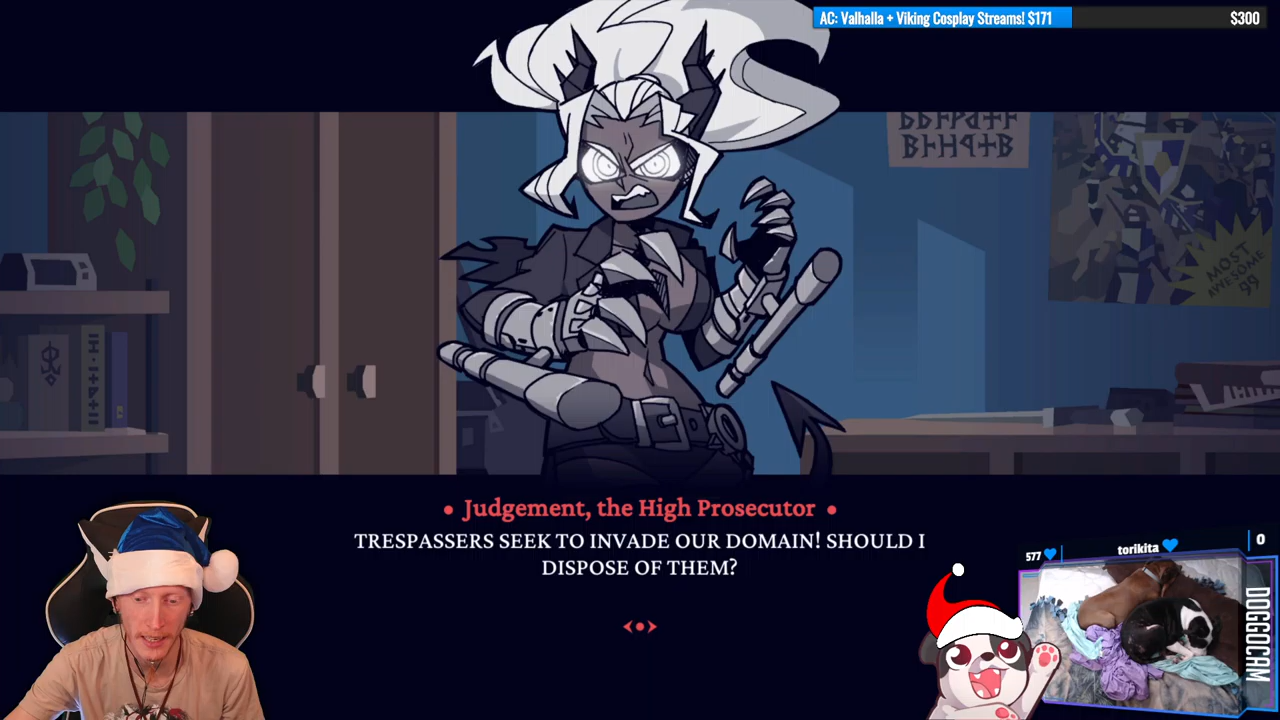 AC: Valhalla + Viking Cosplay Streams! $171
$300
MOST
AWESOME
99
• Judgement, the High Prosecutor •
TRESPASSERS SEEK TO INVADE OUR DOMAIN! SHOULD I
DISPOSE OF THEM?
577
torikita
0
DOGGOCAM